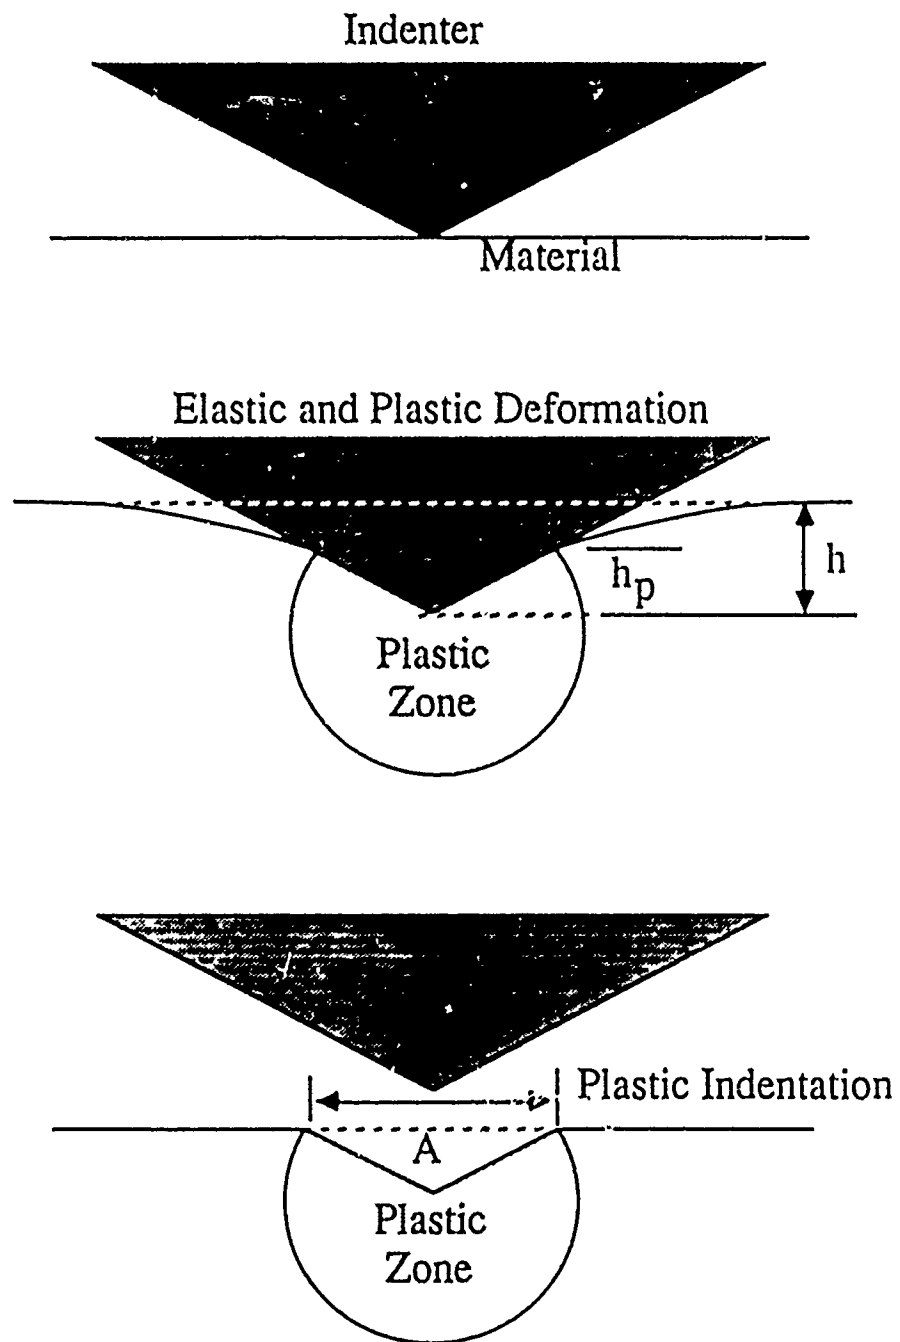 Indenter
Material
Elastic and Plastic Deformation
h
hp
Plastic
Zone
Plastic Indentation
A
Plastic
Zone